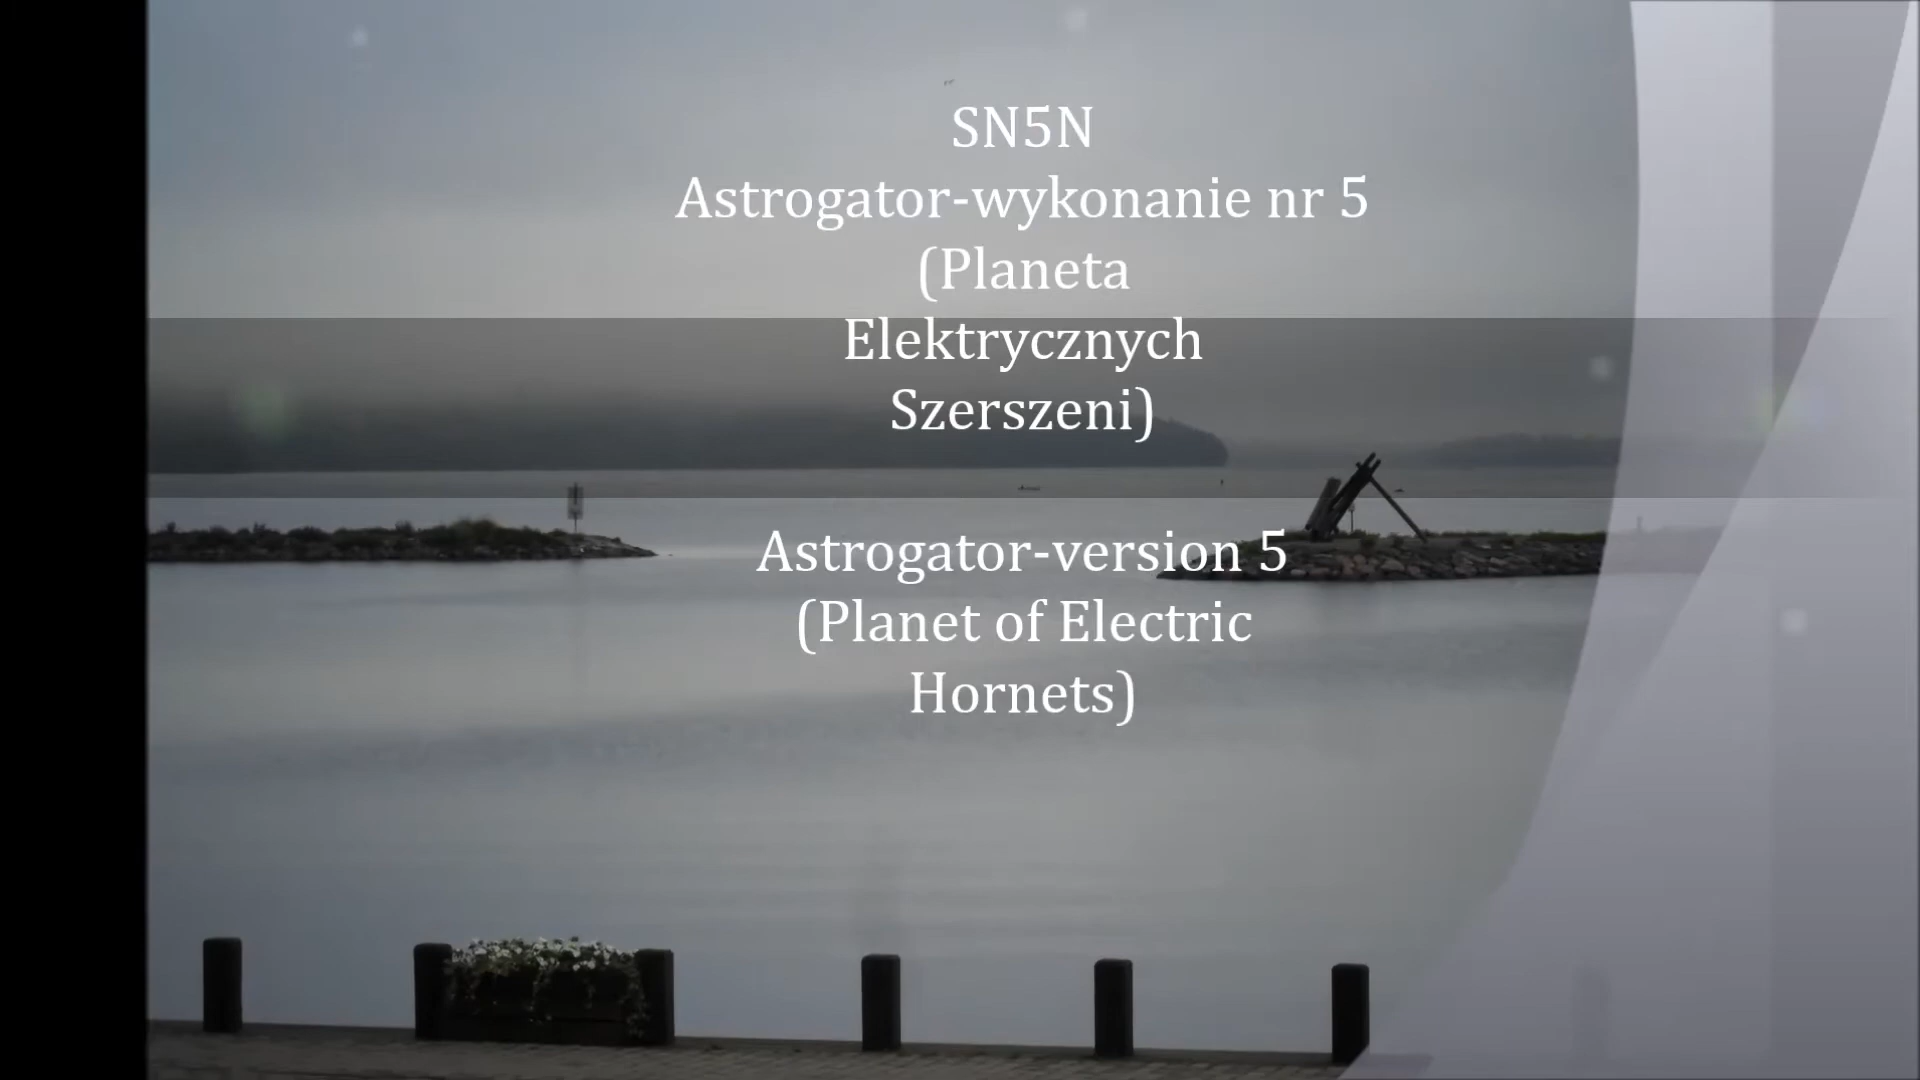 SN5N
Astrogator-wykonanie nr 5
(Planeta
Elektrycznych
Szerszeni)
Astrogator-version 5
(Planet of Electric
Hornets)